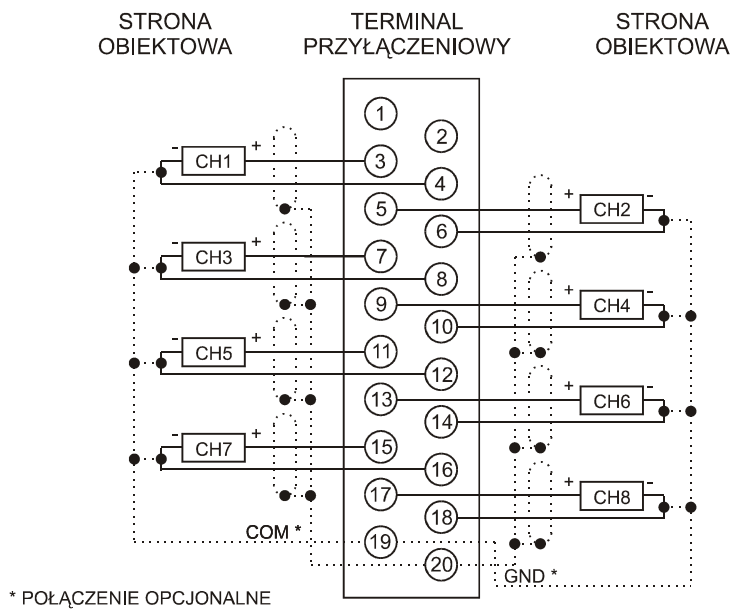 STRONA
OBIEKTOWA
TERMINAL
PRZYŁĄCZENIOWY
STRONA
OBIEKTOWA
1
2
- CH1 + 3
4
5 + CH2 -
6
- CH3 + 7
8
9 + CH4 -
10
- CH5 + 11
12
13 + CH6 -
14
- CH7 + 15
16
17 + CH8 -
18
COM * 19
20 GND *
* POŁĄCZENIE OPCJONALNE